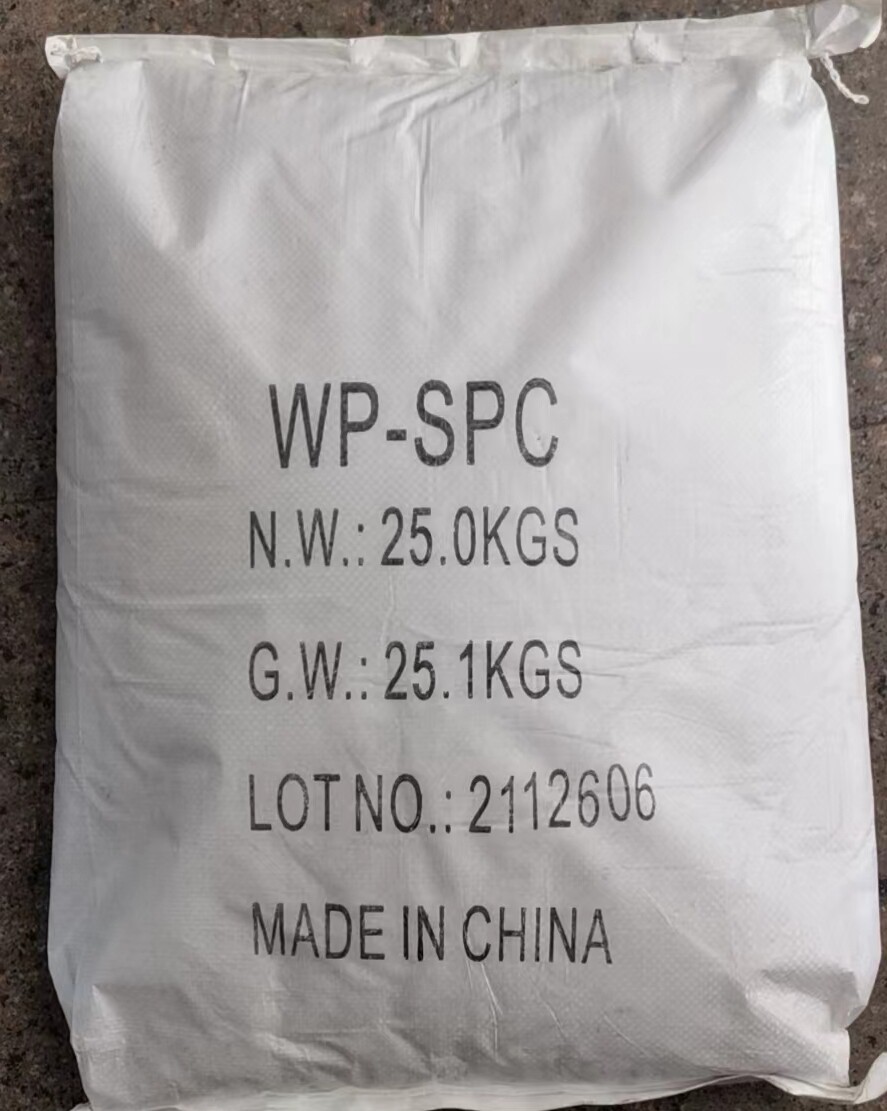 WP-SPC
N.W.: 25.0KGS
G.W.: 25.1KGS
LOT NO.: 2112606
MADE IN CHINA